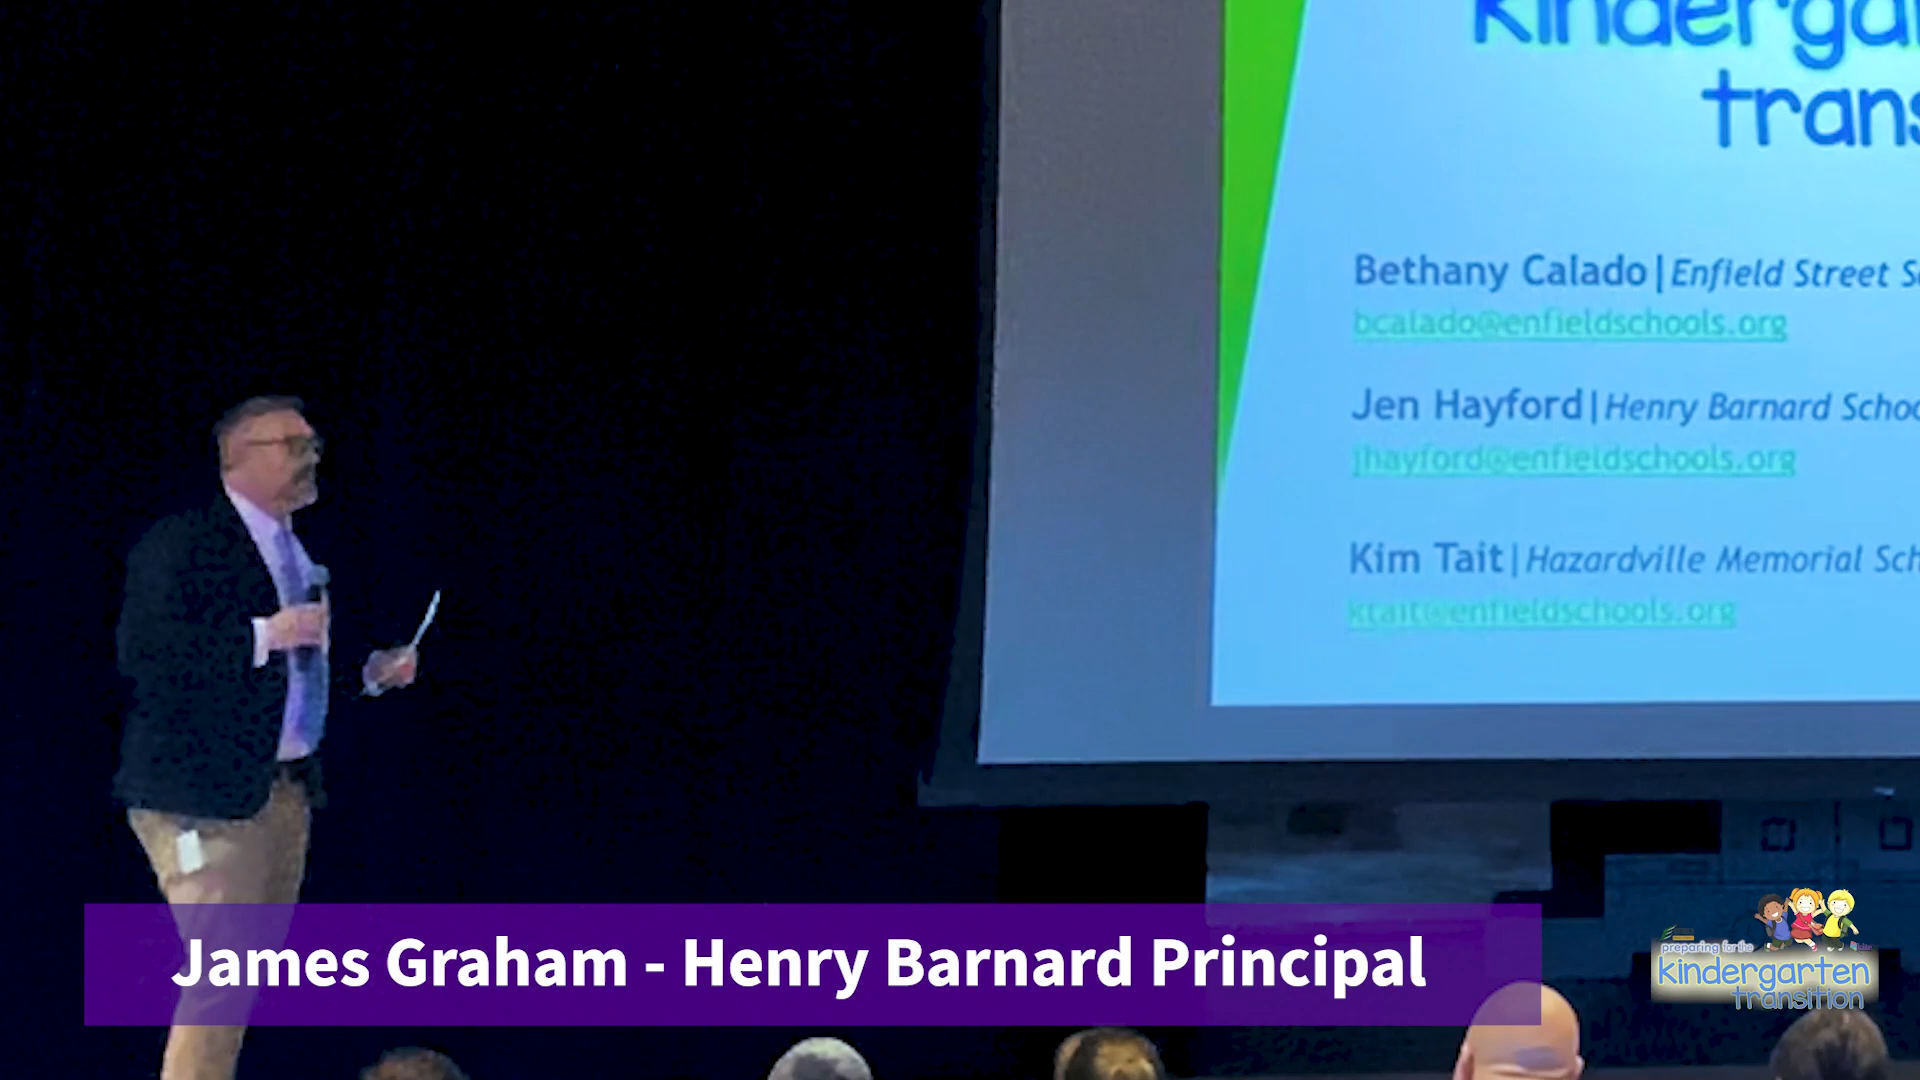 Kindergar
trans
Bethany Calado|Enfield Street S
bcalado@enfieldschools.org
Jen Hayford|Henry Barnard Schoo
jhayford@enfieldschools.org
Kim Tait|Hazardville Memorial Sch
ktait@enfieldschools.org
James Graham - Henry Barnard Principal
preparing for the
kindergarten
transition